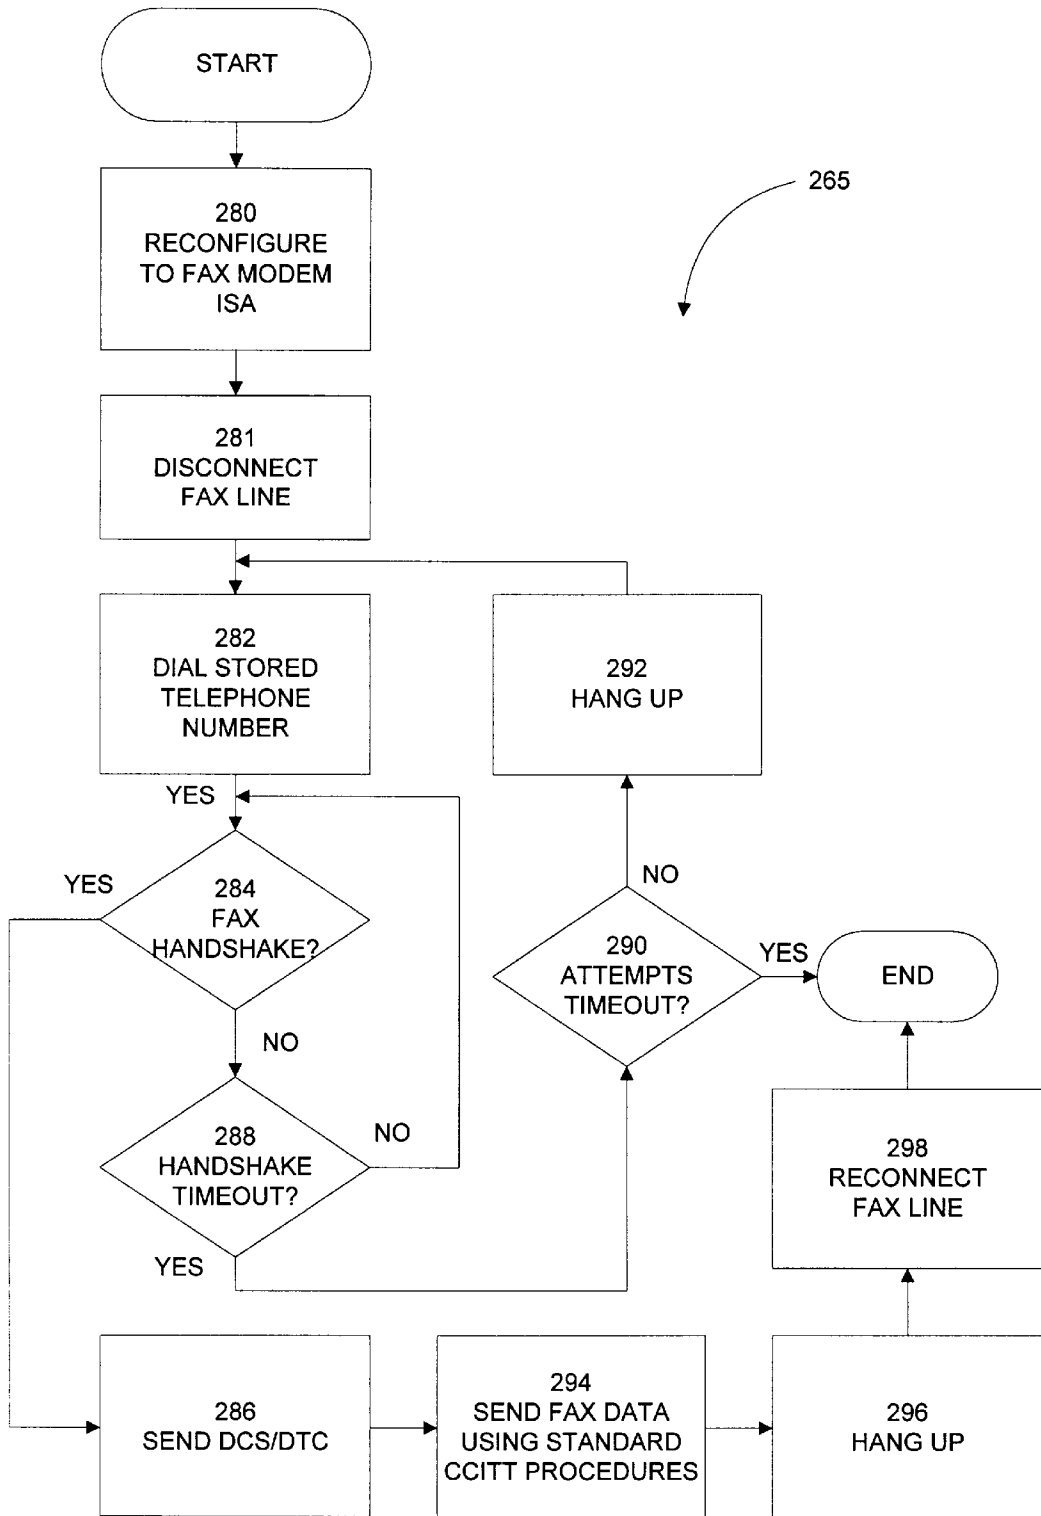 START
265
280
RECONFIGURE
TO FAX MODEM
ISA
281
DISCONNECT
FAX LINE
282
DIAL STORED
TELEPHONE
NUMBER
292
HANG UP
YES
YES
284
FAX
HANDSHAKE?
NO
NO
290
ATTEMPTS
TIMEOUT?
YES
END
288
HANDSHAKE
TIMEOUT?
NO
YES
298
RECONNECT
FAX LINE
286
SEND DCS/DTC
294
SEND FAX DATA
USING STANDARD
CCITT PROCEDURES
296
HANG UP